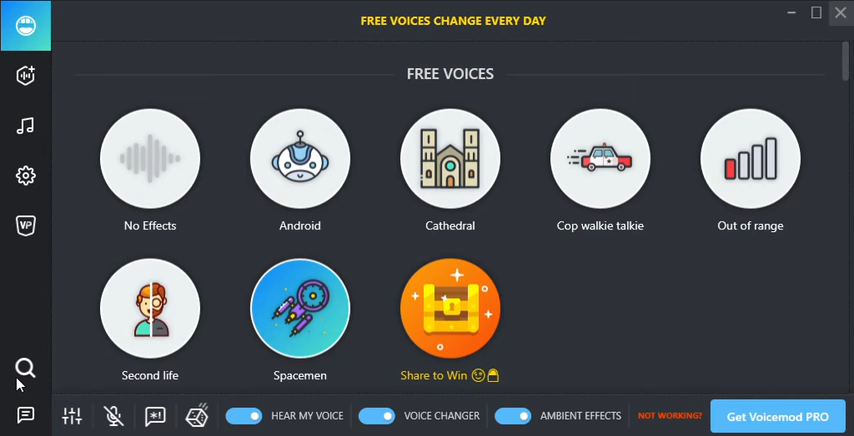 FREE VOICES CHANGE EVERY DAY
FREE VOICES
No Effects
Android
Cathedral
Cop walkie talkie
Out of range
Second life
Spacemen
Share to Win
VP
HEAR MY VOICE
VOICE CHANGER
AMBIENT EFFECTS
NOT WORKING?
Get Voicemod PRO